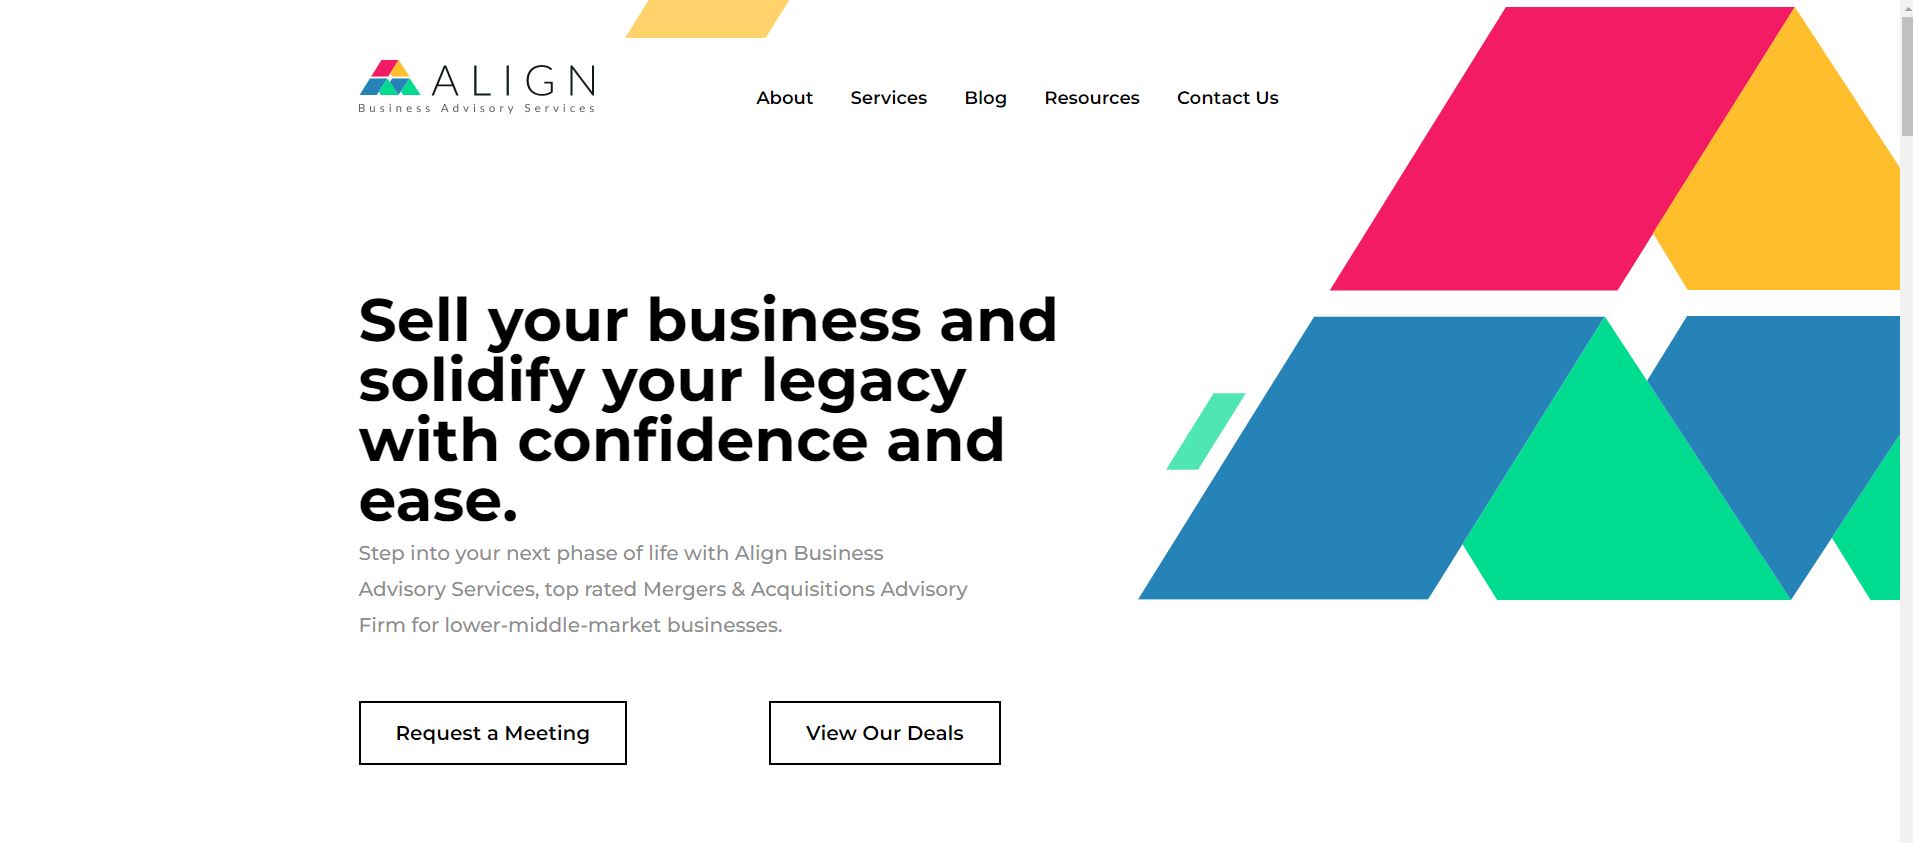 ALIGN
Business Advisory Services
About Services Blog Resources Contact Us
Sell your business and
solidify your legacy
with confidence and
ease.
Step into your next phase of life with Align Business
Advisory Services, top rated Mergers & Acquisitions Advisory
Firm for lower-middle-market businesses.
Request a Meeting View Our Deals